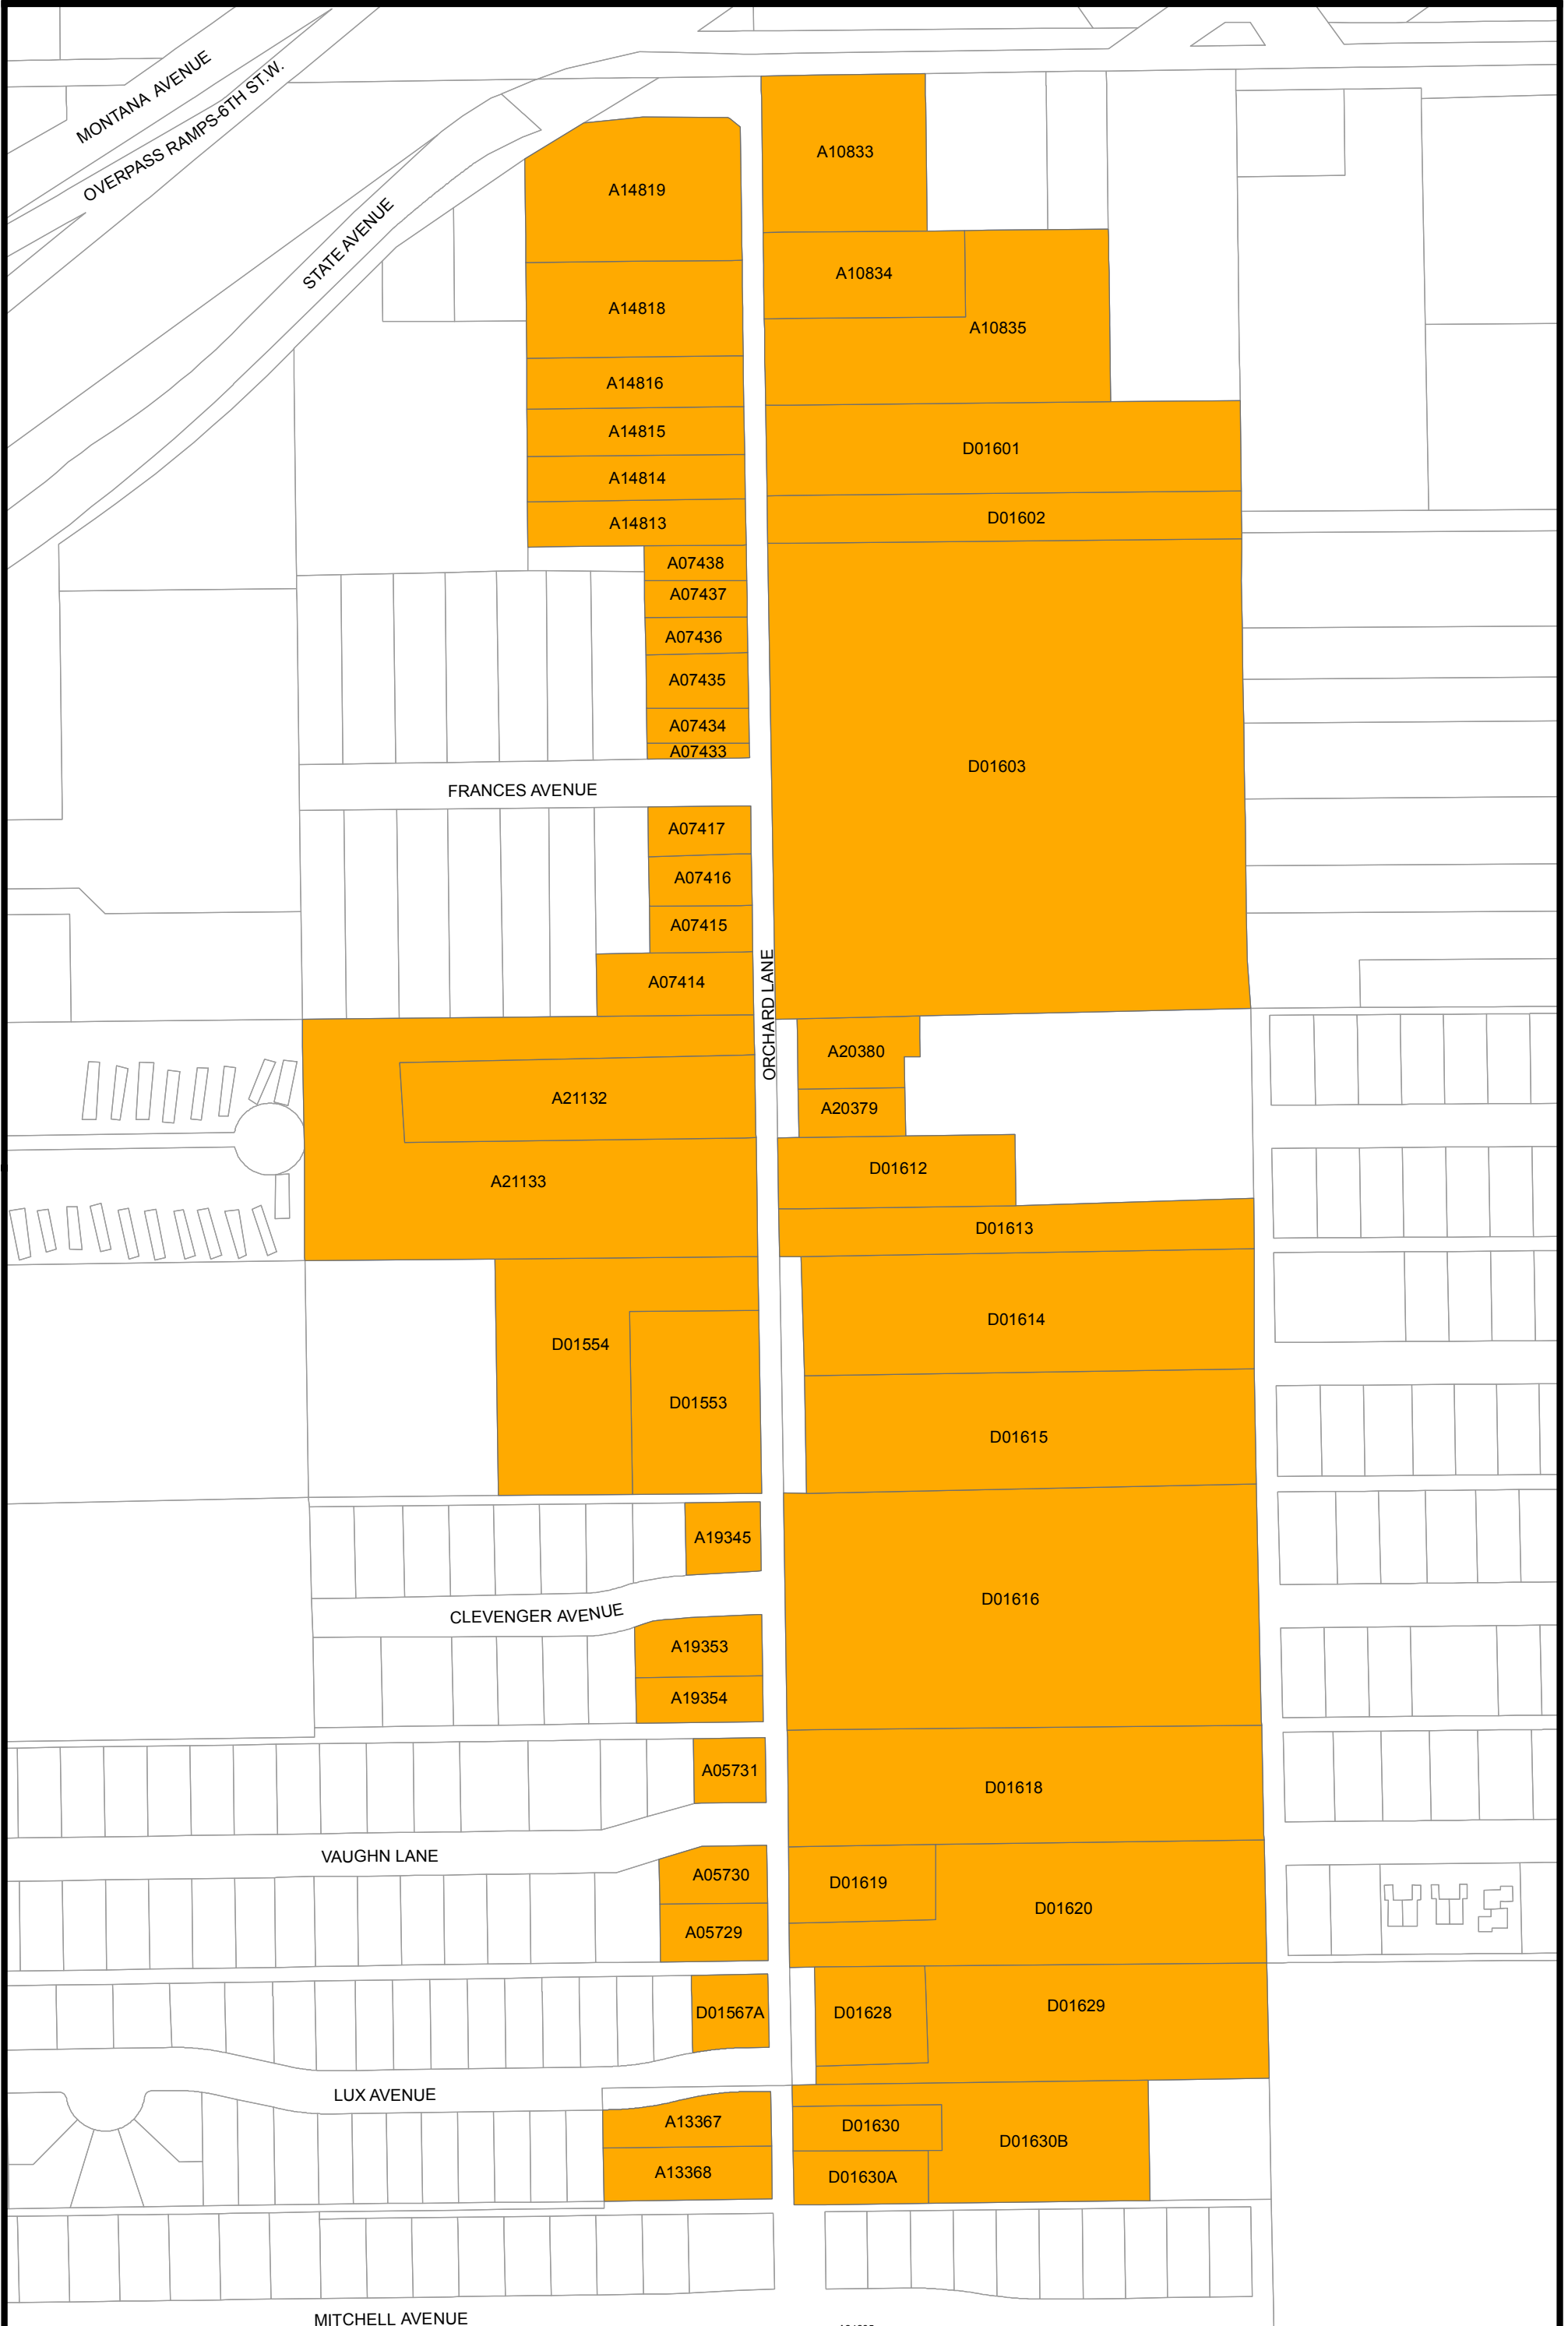 MONTANA AVENUE
OVERPASS RAMPS-6TH ST.W.
STATE AVENUE
A14819
A10833
A10834
A14818
A10835
A14816
A14815
D01601
A14814
A14813
D01602
A07438
A07437
A07436
A07435
A07434
A07433
D01603
FRANCES AVENUE
A07417
A07416
A07415
A07414
ORCHARD LANE
A20380
A21132
A20379
A21133
D01612
D01613
D01614
D01554
D01553
D01615
A19345
D01616
CLEVENGER AVENUE
A19353
A19354
A05731
D01618
VAUGHN LANE
A05730
D01619
D01620
A05729
D01567A
D01628
D01629
LUX AVENUE
A13367
D01630
D01630B
A13368
D01630A
MITCHELL AVENUE